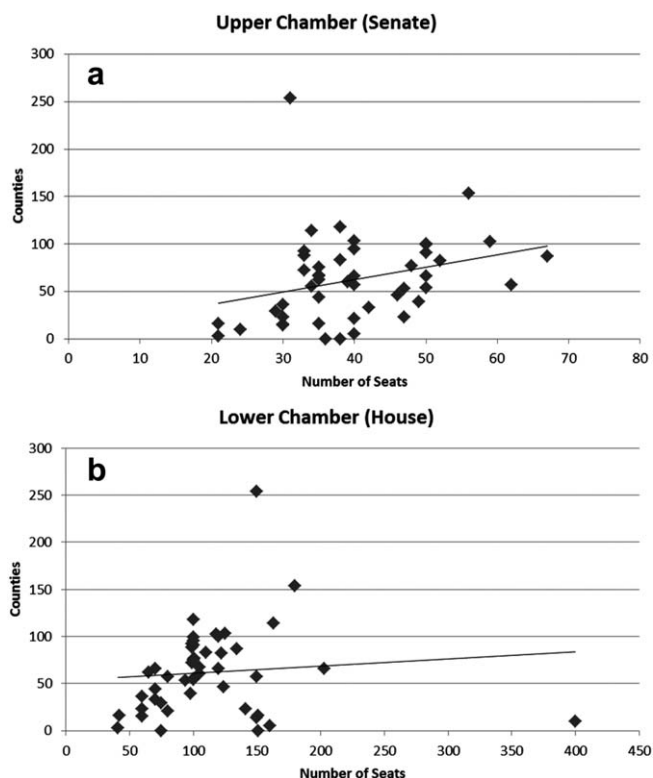 Upper Chamber (Senate)
a
300
250
200
150
100
50
0
Counties
0 10 20 30 40 50 60 70 80
Number of Seats
Lower Chamber (House)
b
300
250
200
150
100
50
0
Counties
0 50 100 150 200 250 300 350 400 450
Number of Seats